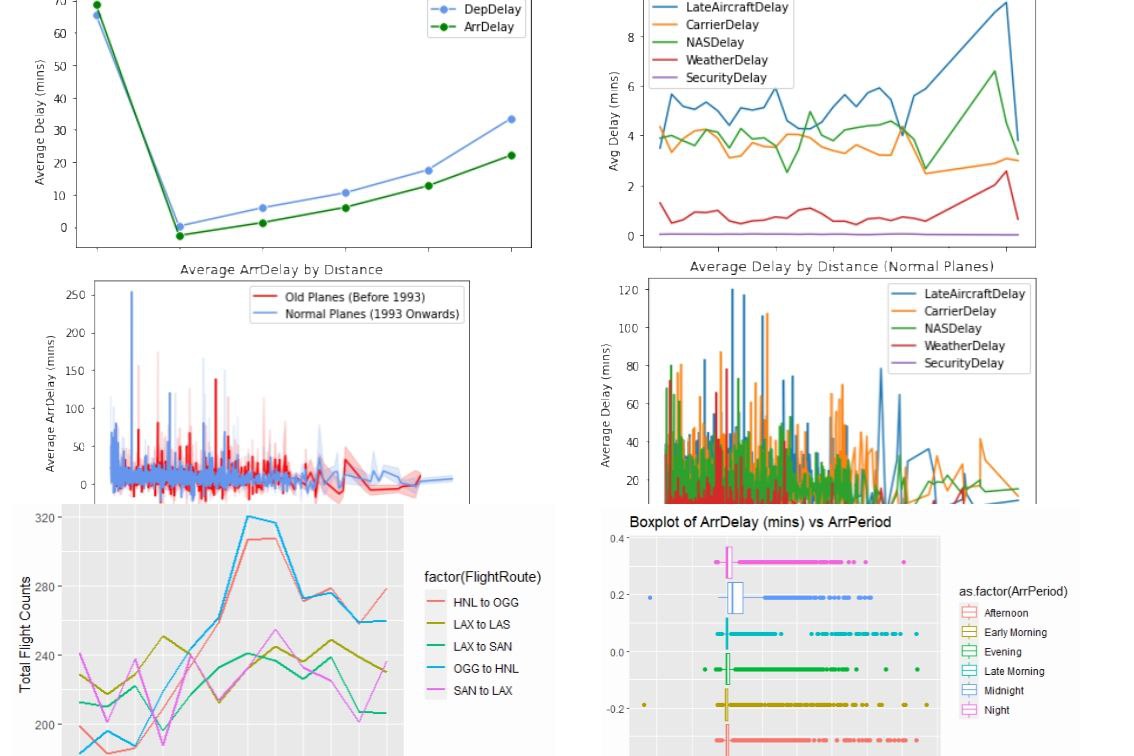 70
60
50
40
30
20
10
0
Average Delay (mins)
DepDelay
ArrDelay
8
6
4
2
0
Avg Delay (mins)
LateAircraftDelay
CarrierDelay
NASDelay
WeatherDelay
SecurityDelay
Average ArrDelay by Distance
250
200
150
100
50
0
Average ArrDelay (mins)
Old Planes (Before 1993)
Normal Planes (1993 Onwards)
Average Delay by Distance (Normal Planes)
120
100
80
60
40
20
Average Delay (mins)
LateAircraftDelay
CarrierDelay
NASDelay
WeatherDelay
SecurityDelay
320
280
240
200
Total Flight Counts
factor(FlightRoute)
HNL to OGG
LAX to LAS
LAX to SAN
OGG to HNL
SAN to LAX
Boxplot of ArrDelay (mins) vs ArrPeriod
0.4
0.2
0.0
-0.2
as.factor(ArrPeriod)
Afternoon
Early Morning
Evening
Late Morning
Midnight
Night